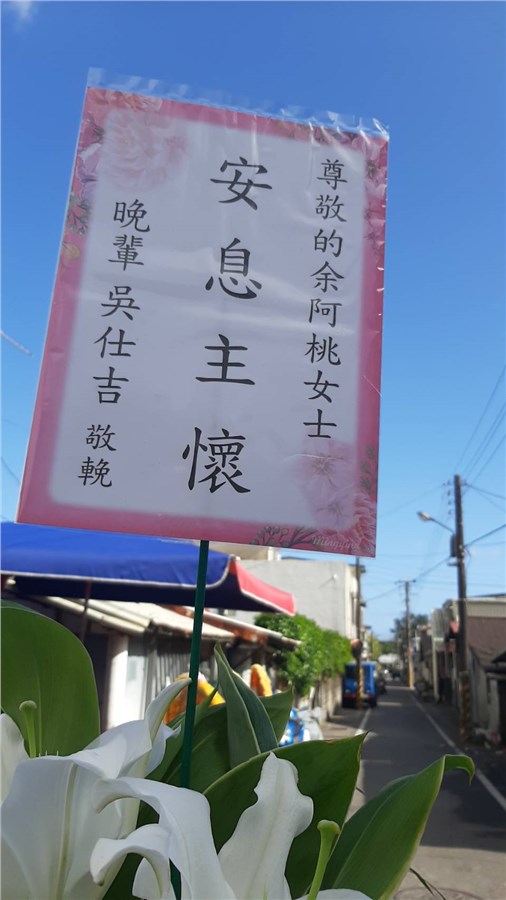 尊敬的余阿桃女士
安息主懷
晚輩 吳仕吉 敬輓